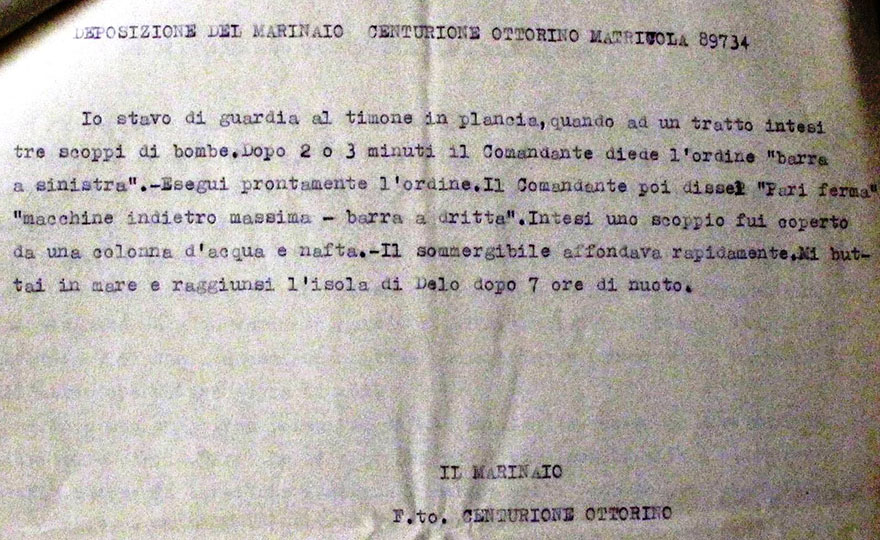 DEPOSIZIONE DEL MARINAIO CENTURIONE OTTORINO MATRICOLA 89734
Io stavo di guardia al timone in plancia,quando ad un tratto intesi
tre scoppi di bombe.Dopo 2 o 3 minuti il Comandante diede l'ordine "barra
a sinistra".-Esegui prontamente l'ordine.Il Comandante poi disse: "Pari ferma"
"macchine indietro massima - barra a dritta".Intesi uno scoppio fui coperto
da una colonna d'acqua e nafta.-Il sommergibile affondava rapidamente.Mi but-
tai in mare e raggiunsi l'isola di Delo dopo 7 ore di nuoto.
IL MARINAIO
F.to. CENTURIONE OTTORINO